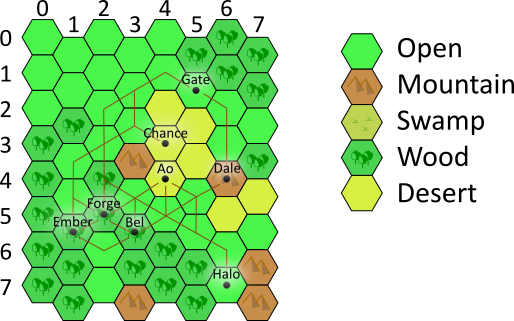 0 1 2 3 4 5 6 7
0
1
2
3
4
5
6
7
Gate
Chance
Ao
Dale
Forge
Ember
Bel
Halo
Open
Mountain
Swamp
Wood
Desert